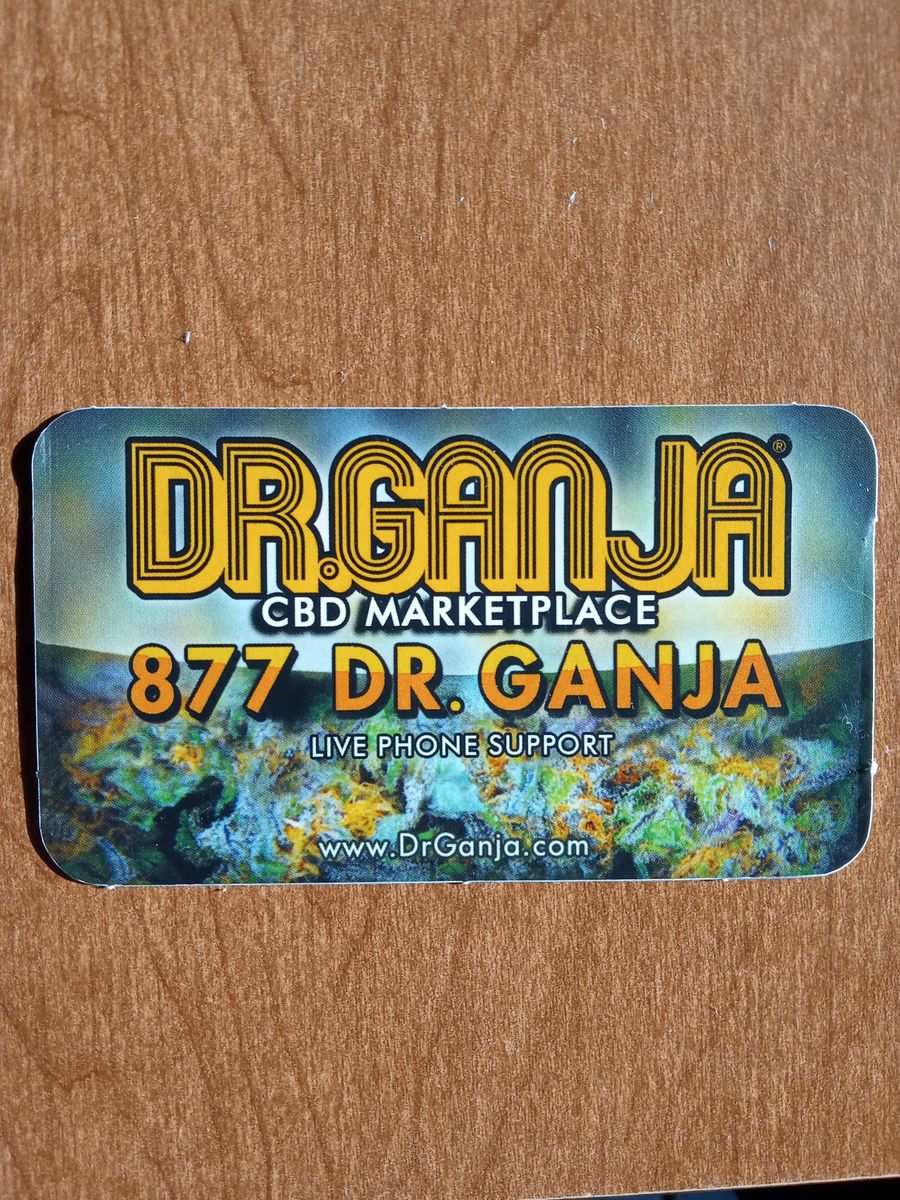 DR.GANJA®
CBD MARKETPLACE
877 DR. GANJA
LIVE PHONE SUPPORT
www.DrGanja.com